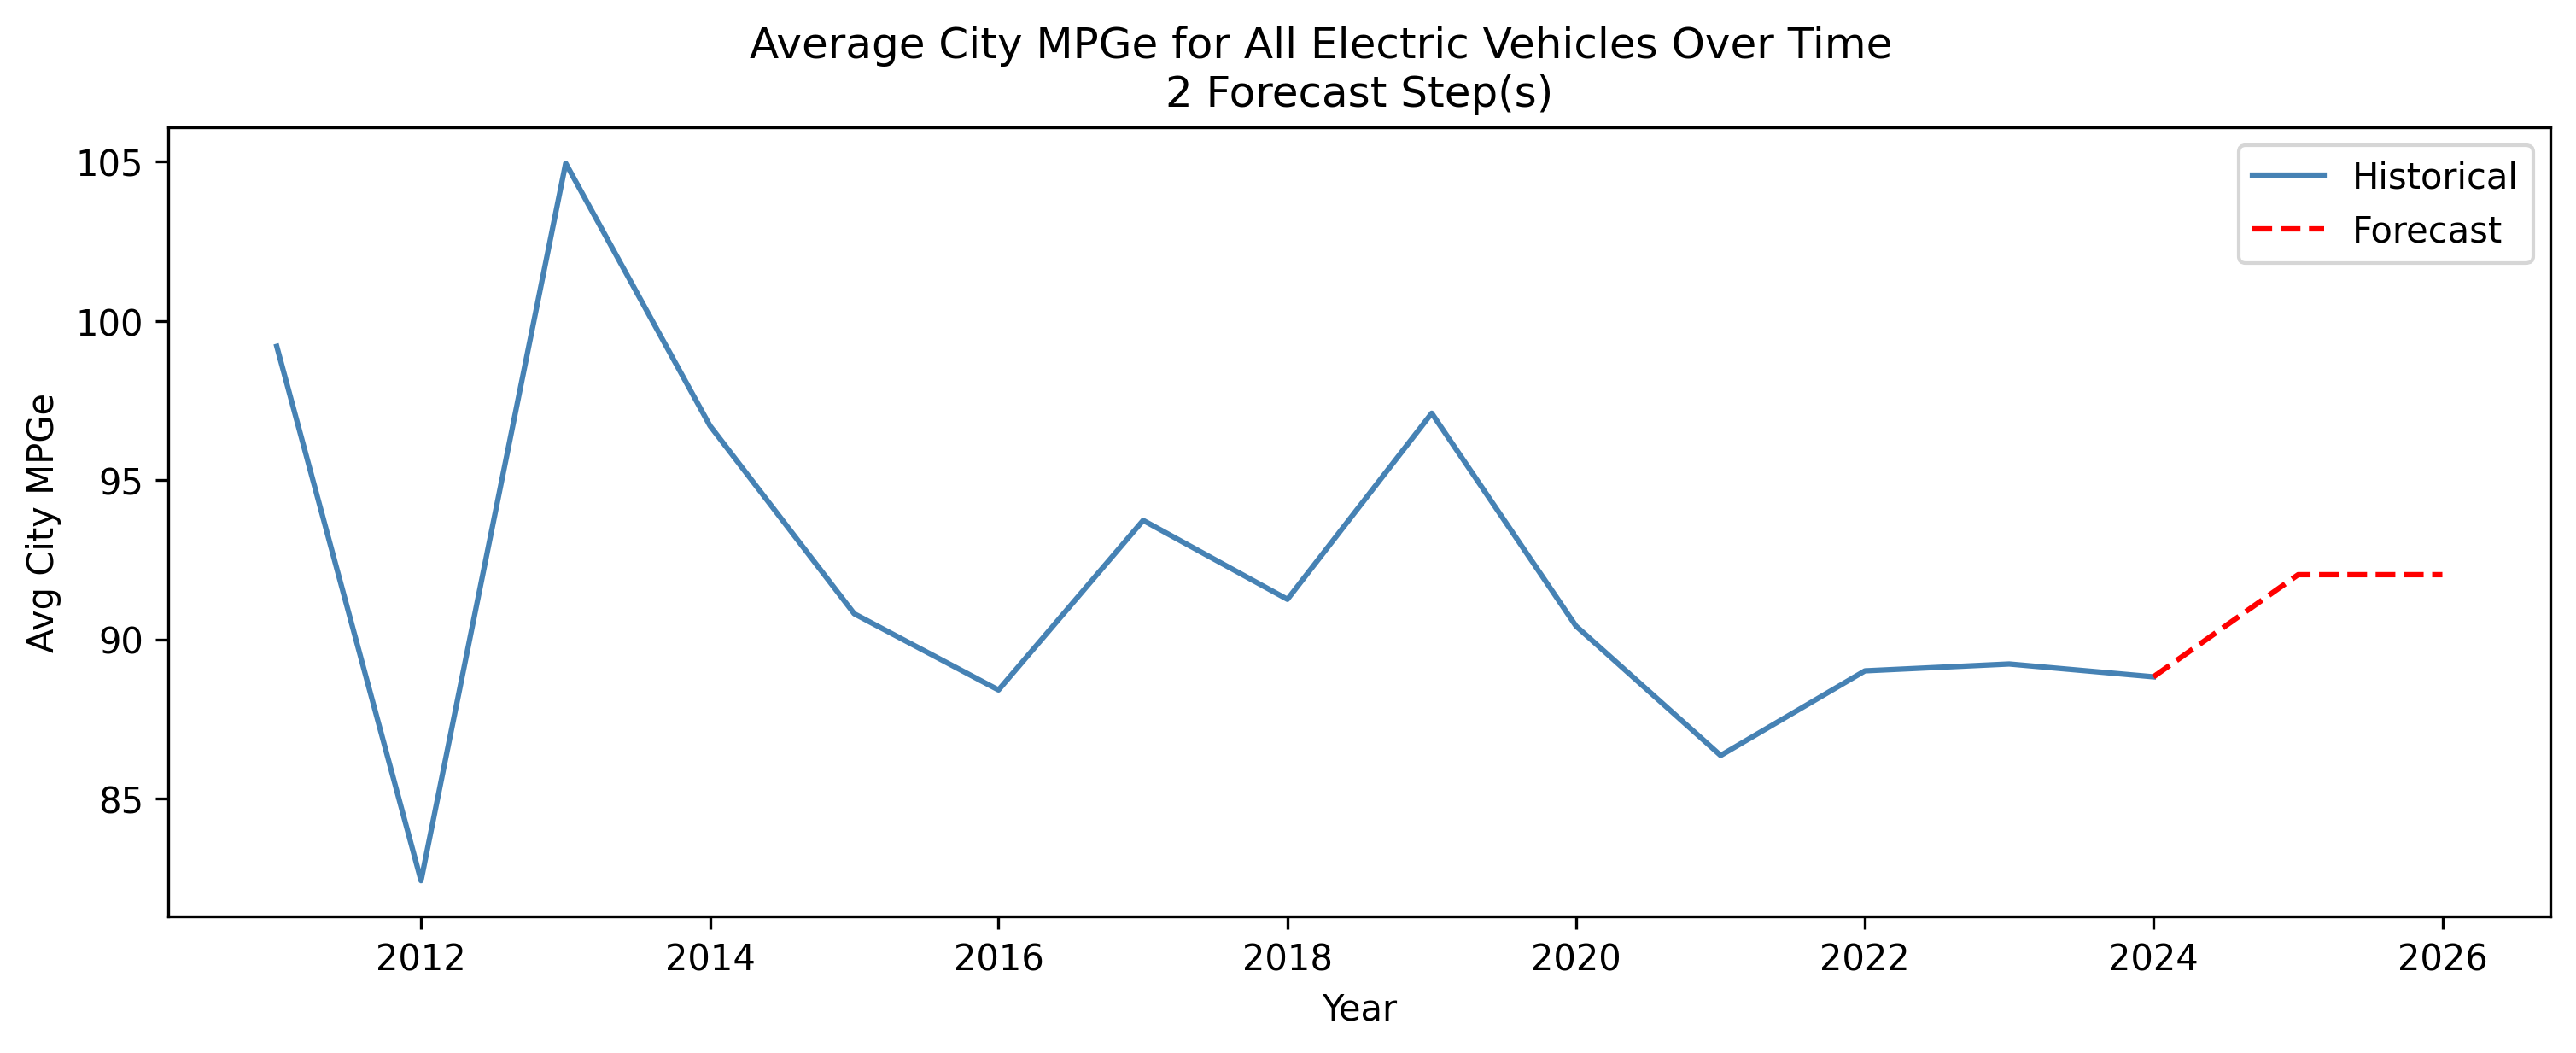 Average City MPGe for All Electric Vehicles Over Time
2 Forecast Step(s)
Historical
Forecast
Avg City MPGe
105
100
95
90
85
2012
2014
2016
2018
2020
2022
2024
2026
Year